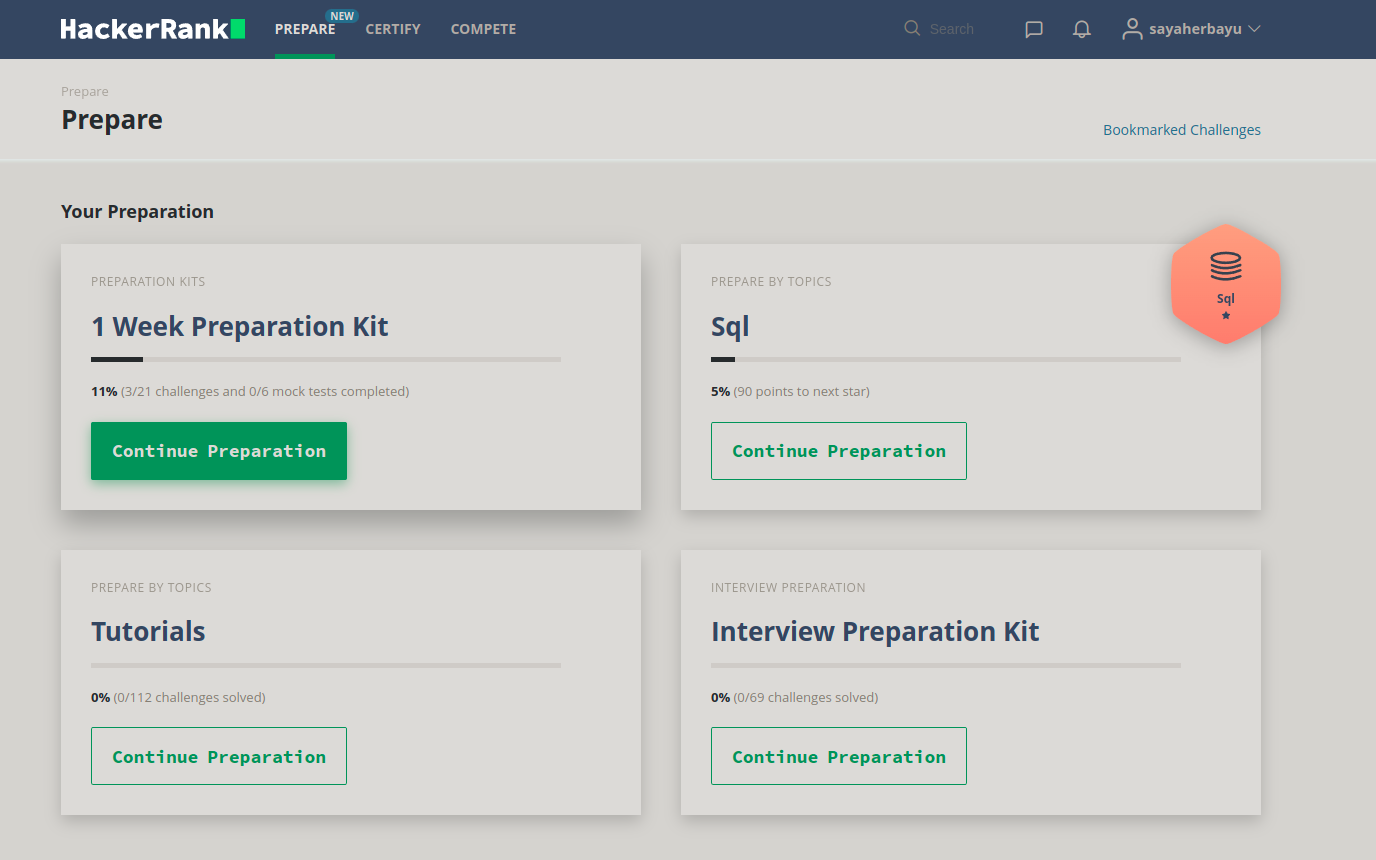 HackerRank
PREPARE
NEW
CERTIFY
COMPETE
Search
sayaherbayu
Prepare
Prepare
Bookmarked Challenges
Your Preparation
PREPARATION KITS
1 Week Preparation Kit
11% (3/21 challenges and 0/6 mock tests completed)
Continue Preparation
PREPARE BY TOPICS
Sql
Sql
5% (90 points to next star)
Continue Preparation
PREPARE BY TOPICS
Tutorials
0% (0/112 challenges solved)
Continue Preparation
INTERVIEW PREPARATION
Interview Preparation Kit
0% (0/69 challenges solved)
Continue Preparation